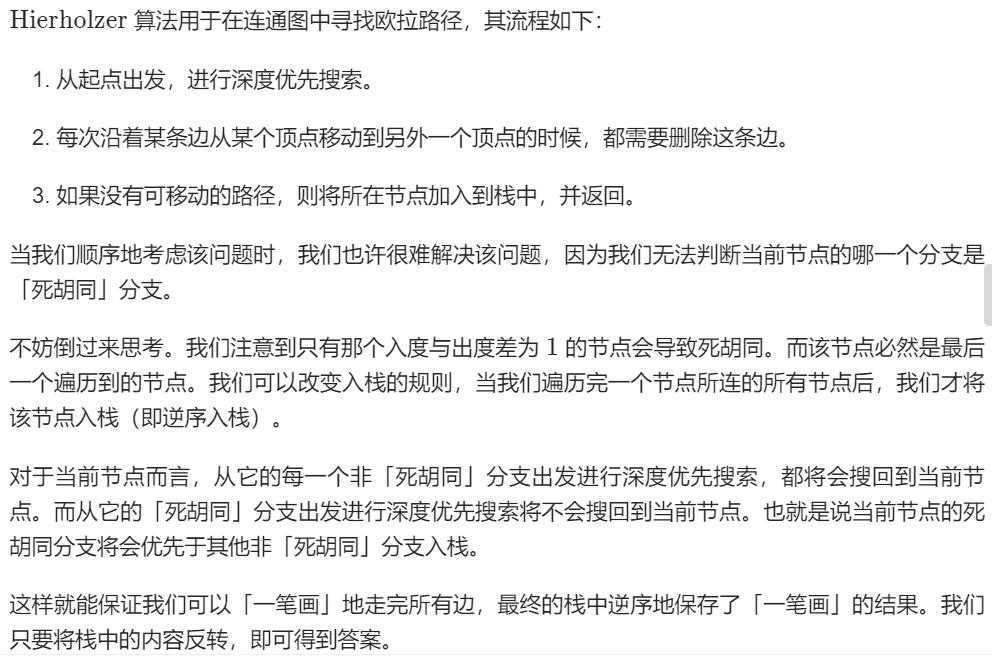 Hierholzer 算法用于在连通图中寻找欧拉路径，其流程如下：
1. 从起点出发，进行深度优先搜索。
2. 每次沿着某条边从某个顶点移动到另外一个顶点的时候，都需要删除这条边。
3. 如果没有可移动的路径，则将所在节点加入到栈中，并返回。
当我们顺序地考虑该问题时，我们也许很难解决该问题，因为我们无法判断当前节点的哪一个分支是
「死胡同」分支。
不妨倒过来思考。我们注意到只有那个入度与出度差为 1 的节点会导致死胡同。而该节点必然是最后
一个遍历到的节点。我们可以改变入栈的规则，当我们遍历完一个节点所连的所有节点后，我们才将
该节点入栈（即逆序入栈）。
对于当前节点而言，从它的每一个非「死胡同」分支出发进行深度优先搜索，都将会搜回到当前节
点。而从它的「死胡同」分支出发进行深度优先搜索将不会搜回到当前节点。也就是说当前节点的死
胡同分支将会优先于其他非「死胡同」分支入栈。
这样就能保证我们可以「一笔画」地走完所有边，最终的栈中逆序地保存了「一笔画」的结果。我们
只要将栈中的内容反转，即可得到答案。